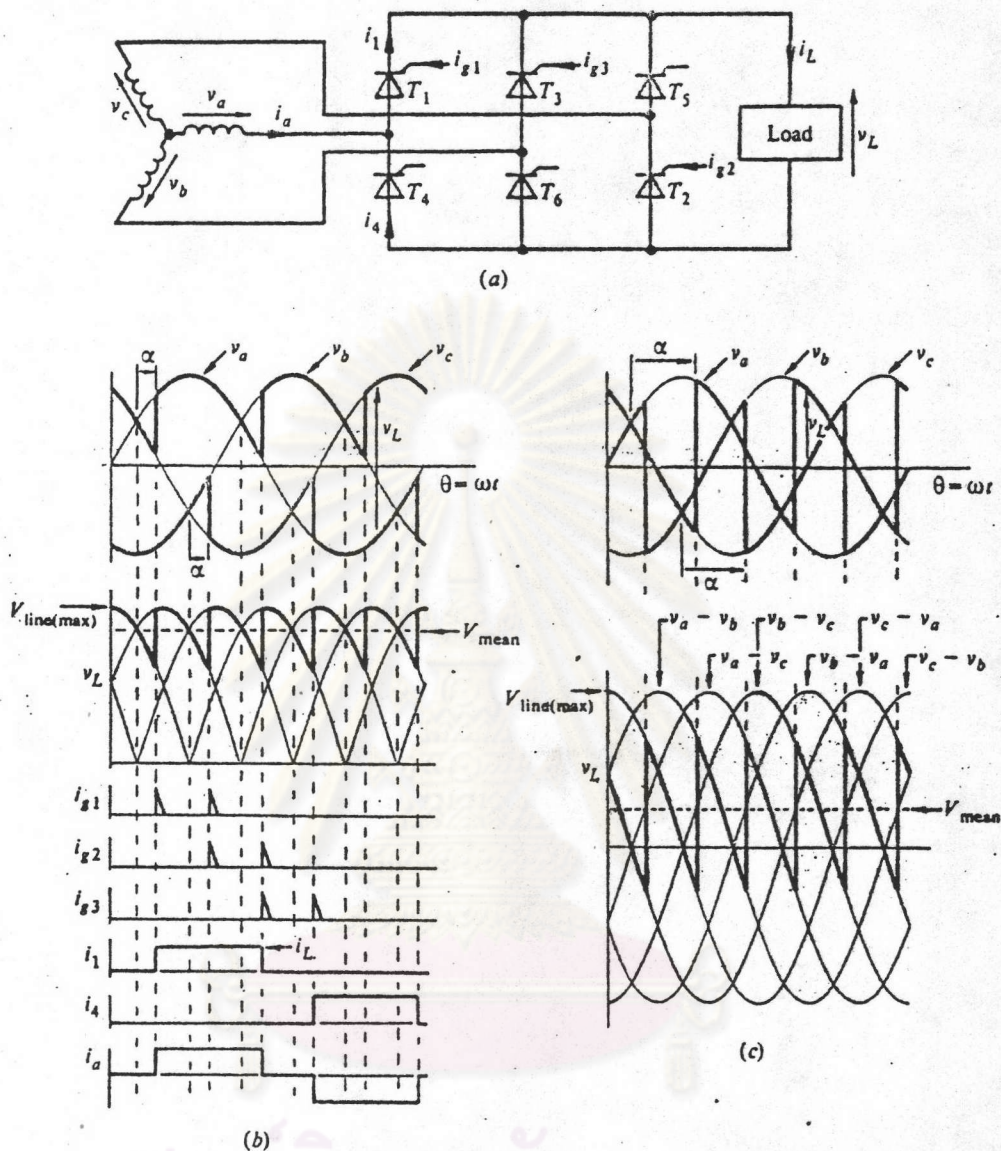 i1
ig1
ig3
iL
T1
T3
T5
va
ia
vc
vb
Load
vL
ig2
T4
T6
T2
i4
(a)
α
va
vb
vc
vL
θ = ωt
α
Vline(max)
Vmean
vL
ig1
ig2
ig3
i1
iL
i4
ia
(b)
α
va
vb
vc
vL
θ = ωt
α
va − vb
vb − vc
vc − va
va − vc
vb − va
vc − vb
Vline(max)
vL
Vmean
(c)